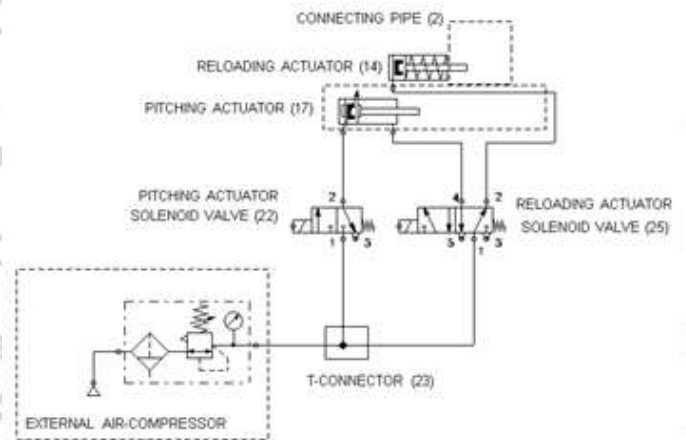 CONNECTING PIPE (2)
RELOADING ACTUATOR (14)
PITCHING ACTUATOR (17)
PITCHING ACTUATOR
SOLENOID VALVE (22)
2
1
3
4
2
5
1
3
RELOADING ACTUATOR
SOLENOID VALVE (25)
T-CONNECTOR (23)
EXTERNAL AIR-COMPRESSOR